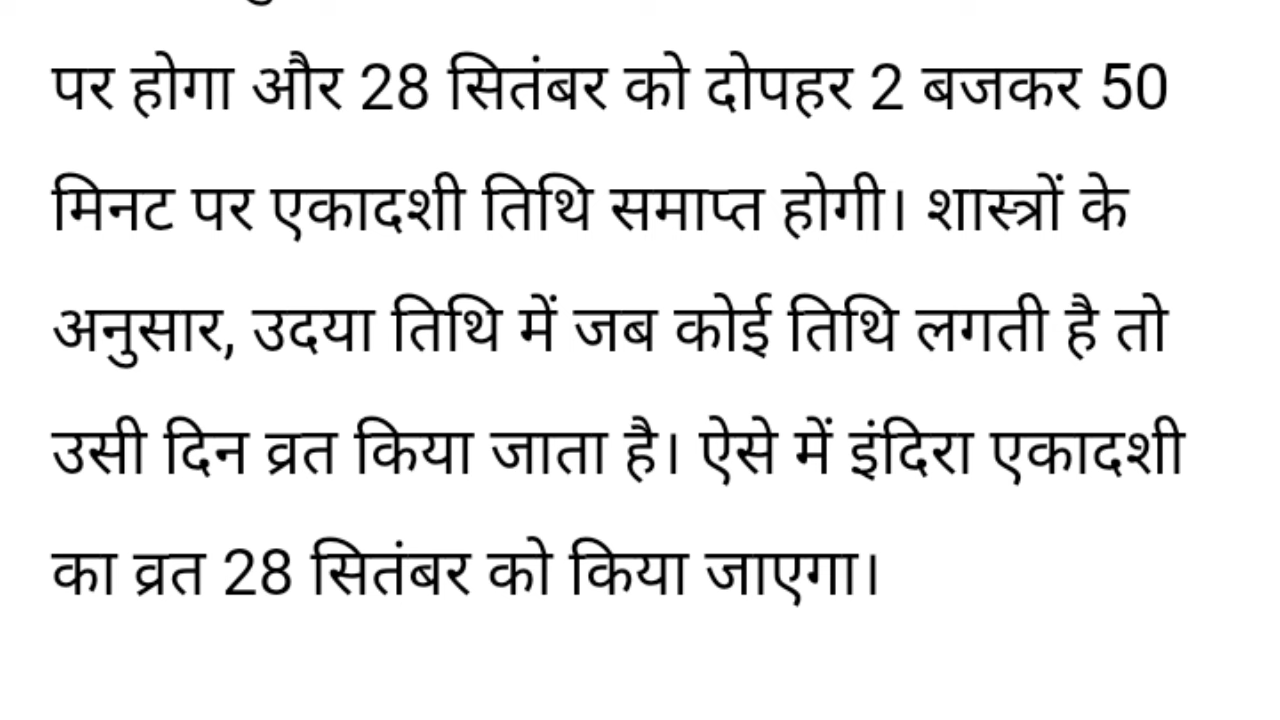 पर होगा और 28 सितंबर को दोपहर 2 बजकर 50
मिनट पर एकादशी तिथि समाप्त होगी। शास्त्रों के
अनुसार, उदया तिथि में जब कोई तिथि लगती है तो
उसी दिन व्रत किया जाता है। ऐसे में इंदिरा एकादशी
का व्रत 28 सितंबर को किया जाएगा।